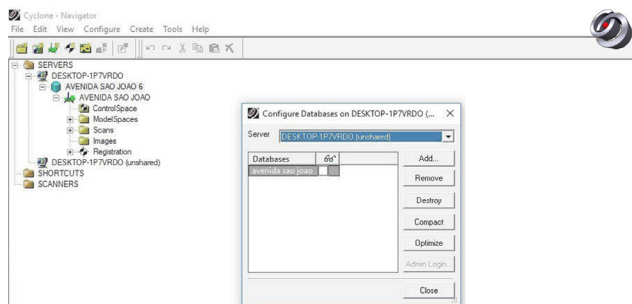 Cyclone - Navigator
File Edit View Configure Create Tools Help
SERVERS
DESKTOP-1P7VRDO
AVENIDA SAO JOAO 6
AVENIDA SAO JOAO
ControlSpace
ModelSpaces
Scans
Images
Registration
DESKTOP-1P7VRDO (unshared)
SHORTCUTS
SCANNERS
Configure Databases on DESKTOP-1P7VRDO (...
Server DESKTOP-1P7VRDO (unshared)
Databases
avenida sao joao
Add...
Remove
Destroy
Compact
Optimize
Admin Login...
Close